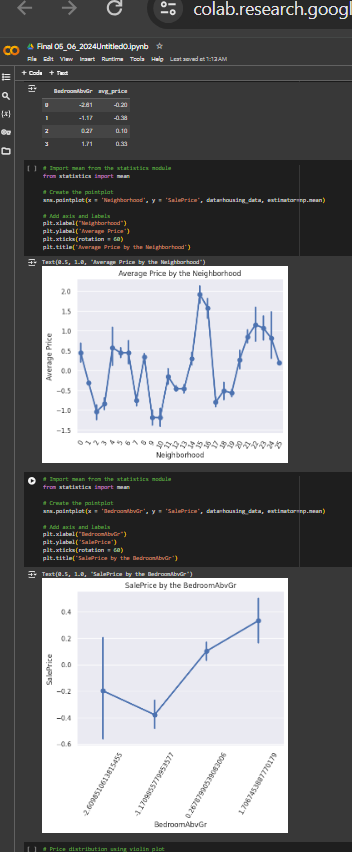 colab.research.googl
CO
Final 05_06_2024Untitled0.ipynb
File Edit View Insert Runtime Tools Help Last saved at 1:13 AM
+ Code + Text
BedroomAbvGr avg_price
0 -2.61 -0.20
1 -1.17 -0.38
2 0.27 0.10
3 1.71 0.33
[ ] # Import mean from the statistics module
from statistics import mean
# Create the pointplot
sns.pointplot(x = 'Neighborhood', y = 'SalePrice', data=housing_data, estimator=np.mean)
# Add axis and labels
plt.xlabel("Neighborhood")
plt.ylabel('Average Price')
plt.xticks(rotation = 60)
plt.title('Average Price by the Neighborhood')
Text(0.5, 1.0, 'Average Price by the Neighborhood')
Average Price by the Neighborhood
2.0
1.5
1.0
0.5
0.0
−0.5
−1.0
−1.5
Average Price
0 1 2 3 4 5 6 7 8 9 10 11 12 13 14 15 16 17 18 19 20 21 22 23 24 25
Neighborhood
# Import mean from the statistics module
from statistics import mean
# Create the pointplot
sns.pointplot(x = 'BedroomAbvGr', y = 'SalePrice', data=housing_data, estimator=np.mean)
# Add axis and labels
plt.xlabel("BedroomAbvGr")
plt.ylabel('SalePrice')
plt.xticks(rotation = 60)
plt.title('SalePrice by the BedroomAbvGr')
Text(0.5, 1.0, 'SalePrice by the BedroomAbvGr')
SalePrice by the BedroomAbvGr
0.4
0.2
0.0
−0.2
−0.4
−0.6
SalePrice
BedroomAbvGr
[ ] # Price distribution using violin plot